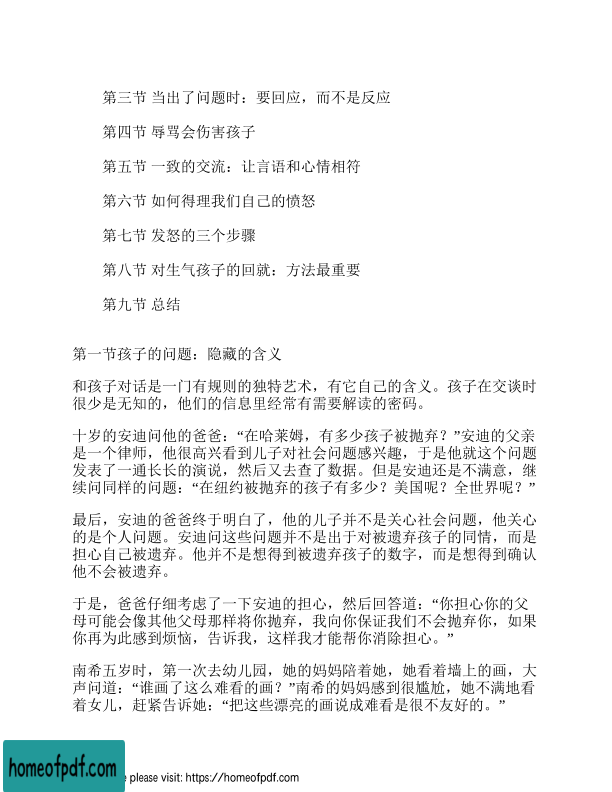 第三节 当出了问题时：要回应，而不是反应
第四节 辱骂会伤害孩子
第五节 一致的交流：让言语和心情相符
第六节 如何得理我们自己的愤怒
第七节 发怒的三个步骤
第八节 对生气孩子的回就：方法最重要
第九节 总结
第一节孩子的问题：隐藏的含义
和孩子对话是一门有规则的独特艺术，有它自己的含义。孩子在交谈时
很少是无知的，他们的信息里经常有需要解读的密码。
十岁的安迪问他的爸爸：“在哈莱姆，有多少孩子被抛弃？”安迪的父亲
是一个律师，他很高兴看到儿子对社会问题感兴趣，于是他就这个问题
发表了一通长长的演说，然后又去查了数据。但是安迪还是不满意，继
续问同样的问题：“在纽约被抛弃的孩子有多少？美国呢？全世界呢？”
最后，安迪的爸爸终于明白了，他的儿子并不是关心社会问题，他关心
的是个人问题。安迪问这些问题并不是出于对被遗弃孩子的同情，而是
担心自己被遗弃。他并不是想得到被遗弃孩子的数字，而是想得到确认
他不会被遗弃。
于是，爸爸仔细考虑了一下安迪的担心，然后回答道：“你担心你的父
母可能会像其他父母那样将你抛弃，我向你保证我们不会抛弃你，如果
你再为此感到烦恼，告诉我，这样我才能帮你消除担心。”
南希五岁时，第一次去幼儿园，她的妈妈陪着她，她看着墙上的画，大
声问道：“谁画了这么难看的画？”南希的妈妈感到很尴尬，她不满地看
着女儿，赶紧告诉她：“把这些漂亮的画说成难看是很不友好的。”
homeofpdf.com
e please visit: https://homeofpdf.com